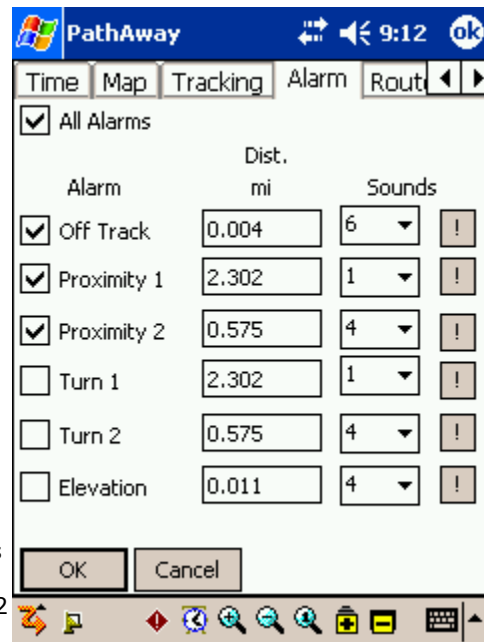 PathAway 9:12 ok
Time Map Tracking Alarm
All Alarms
Dist.
Alarm mi Sounds
Off Track 0.004 6 !
Proximity 1 2.302 1 !
Proximity 2 0.575 4 !
Turn 1 2.302 1 !
Turn 2 0.575 4 !
Elevation 0.011 4 !
OK Cancel
2